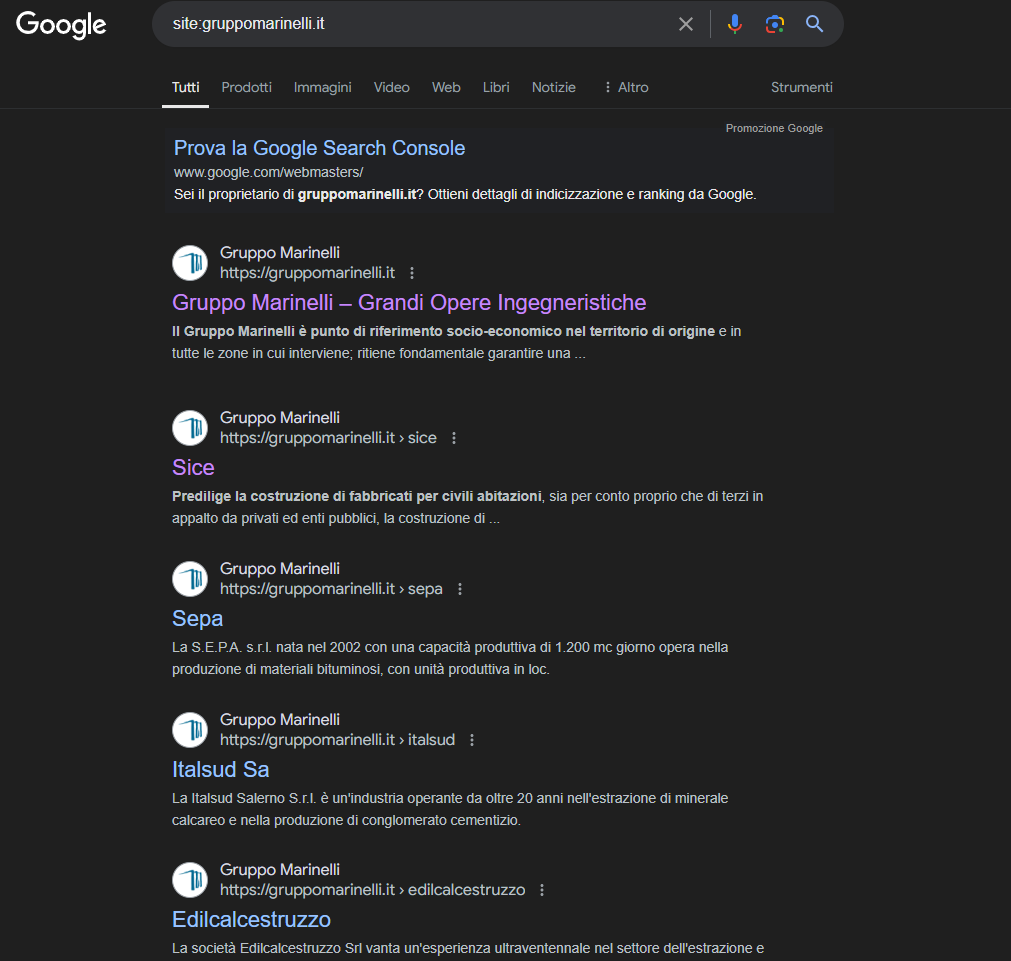 Google
site:gruppomarinelli.it
Tutti Prodotti Immagini Video Web Libri Notizie Altro Strumenti
Promozione Google
Prova la Google Search Console
www.google.com/webmasters/
Sei il proprietario di gruppomarinelli.it? Ottieni dettagli di indicizzazione e ranking da Google.
Gruppo Marinelli
https://gruppomarinelli.it
Gruppo Marinelli – Grandi Opere Ingegneristiche
Il Gruppo Marinelli è punto di riferimento socio-economico nel territorio di origine e in
tutte le zone in cui interviene; ritiene fondamentale garantire una ...
Gruppo Marinelli
https://gruppomarinelli.it › sice
Sice
Predilige la costruzione di fabbricati per civili abitazioni, sia per conto proprio che di terzi in
appalto da privati ed enti pubblici, la costruzione di ...
Gruppo Marinelli
https://gruppomarinelli.it › sepa
Sepa
La S.E.P.A. s.r.l. nata nel 2002 con una capacità produttiva di 1.200 mc giorno opera nella
produzione di materiali bituminosi, con unità produttiva in loc.
Gruppo Marinelli
https://gruppomarinelli.it › italsud
Italsud Sa
La Italsud Salerno S.r.l. è un'industria operante da oltre 20 anni nell'estrazione di minerale
calcareo e nella produzione di conglomerato cementizio.
Gruppo Marinelli
https://gruppomarinelli.it › edilcalcestruzzo
Edilcalcestruzzo
La società Edilcalcestruzzo Srl vanta un'esperienza ultraventennale nel settore dell'estrazione e